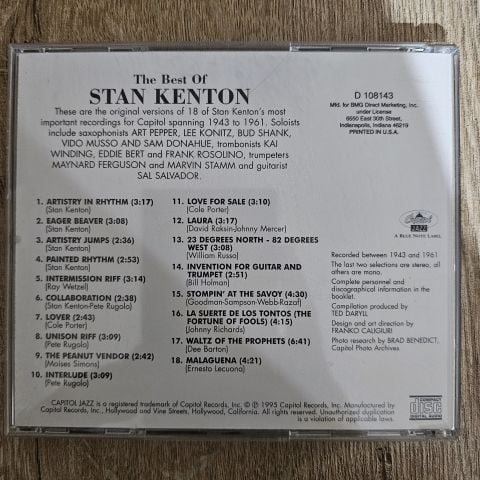 The Best Of
STAN KENTON
These are the original versions of 18 of Stan Kenton's most
important recordings for Capitol spanning 1943 to 1961. Soloists
include saxophonists ART PEPPER, LEE KONITZ, BUD SHANK,
VIDO MUSSO AND SAM DONAHUE, trombonists KAI
WINDING, EDDIE BERT and FRANK ROSOLINO, trumpeters
MAYNARD FERGUSON and MARVIN STAMM and guitarist
SAL SALVADOR.
D 108143
Mfd. for BMG Direct Marketing, Inc.
under License
6550 East 30th Street,
Indianapolis, Indiana 46219
PRINTED IN U.S.A.
1. ARTISTRY IN RHYTHM (3:17)
(Stan Kenton)
2. EAGER BEAVER (3:08)
(Stan Kenton)
3. ARTISTRY JUMPS (2:36)
(Stan Kenton)
4. PAINTED RHYTHM (2:53)
(Stan Kenton)
5. INTERMISSION RIFF (3:14)
(Ray Wetzel)
6. COLLABORATION (2:38)
(Stan Kenton-Pete Rugolo)
7. LOVER (2:43)
(Cole Porter)
8. UNISON RIFF (3:09)
(Pete Rugolo)
9. THE PEANUT VENDOR (2:42)
(Moises Simons)
10. INTERLUDE (3:09)
(Pete Rugolo)
11. LOVE FOR SALE (3:10)
(Cole Porter)
12. LAURA (3:17)
(David Raksin-Johnny Mercer)
13. 23 DEGREES NORTH - 82 DEGREES
WEST (3:08)
(William Russo)
14. INVENTION FOR GUITAR AND
TRUMPET (2:51)
(Bill Holman)
15. STOMPIN' AT THE SAVOY (4:30)
(Goodman-Sampson-Webb-Razaf)
16. LA SUERTE DE LOS TONTOS (THE
FORTUNE OF FOOLS) (4:15)
(Johnny Richards)
17. WALTZ OF THE PROPHETS (6:41)
(Dee Barton)
18. MALAGUENA (4:21)
(Ernesto Lecuona)
Capitol
JAZZ
A BLUE NOTE LABEL
Recorded between 1943 and 1961
The last two selections are stereo, all
others are mono.
Complete personnel and
discographical information in the
booklet.
Compilation produced by
TED DARYLL
Design and art direction by
FRANKO CALIGIURI
Photo research by BRAD BENEDICT,
Capitol Photo Archives.
CAPITOL JAZZ is a registered trademark of Capitol Records, Inc. © ℗ 1995 Capitol Records, Inc., Manufactured by
Capitol Records, Inc., Hollywood and Vine Streets, Hollywood, California. All rights reserved. Unauthorized duplication
is a violation of applicable laws.
COMPACT
disc
DIGITAL AUDIO